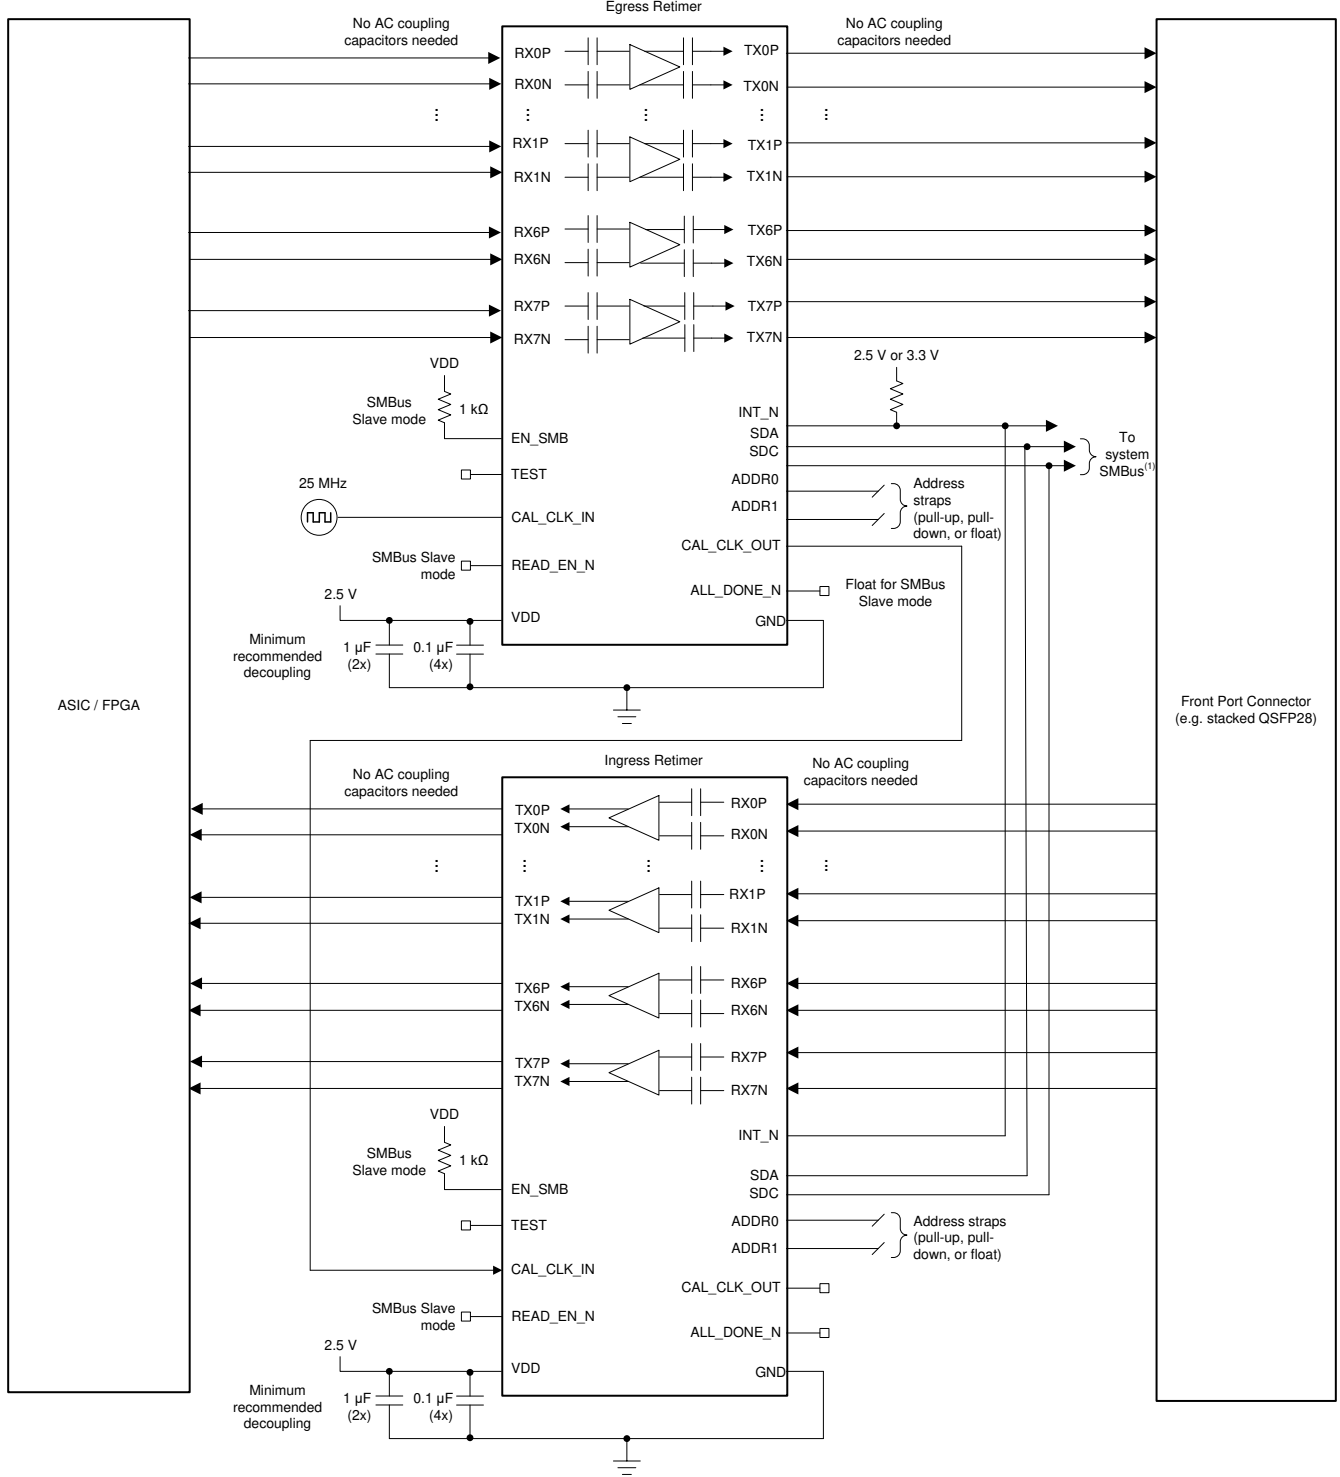 Egress Retimer
No AC coupling
capacitors needed
No AC coupling
capacitors needed
RX0P
TX0P
RX0N
TX0N
⋮ ⋮ ⋮ ⋮ ⋮
RX1P
TX1P
RX1N
TX1N
RX6P
TX6P
RX6N
TX6N
RX7P
TX7P
RX7N
TX7N
VDD
SMBus
Slave mode
1 kΩ
EN_SMB
TEST
25 MHz
CAL_CLK_IN
SMBus Slave
mode
READ_EN_N
2.5 V
VDD
Minimum
recommended
decoupling
1 µF
(2x)
0.1 µF
(4x)
2.5 V or 3.3 V
INT_N
SDA
SDC
To
system
SMBus(1)
ADDR0
ADDR1
Address
straps
(pull-up, pull-
down, or float)
CAL_CLK_OUT
ALL_DONE_N
Float for SMBus
Slave mode
GND
ASIC / FPGA
Front Port Connector
(e.g. stacked QSFP28)
Ingress Retimer
No AC coupling
capacitors needed
No AC coupling
capacitors needed
TX0P
RX0P
TX0N
RX0N
⋮ ⋮ ⋮ ⋮ ⋮
TX1P
RX1P
TX1N
RX1N
TX6P
RX6P
TX6N
RX6N
TX7P
RX7P
TX7N
RX7N
VDD
SMBus
Slave mode
1 kΩ
EN_SMB
TEST
CAL_CLK_IN
SMBus Slave
mode
READ_EN_N
2.5 V
VDD
Minimum
recommended
decoupling
1 µF
(2x)
0.1 µF
(4x)
INT_N
SDA
SDC
ADDR0
ADDR1
Address straps
(pull-up, pull-
down, or float)
CAL_CLK_OUT
ALL_DONE_N
GND